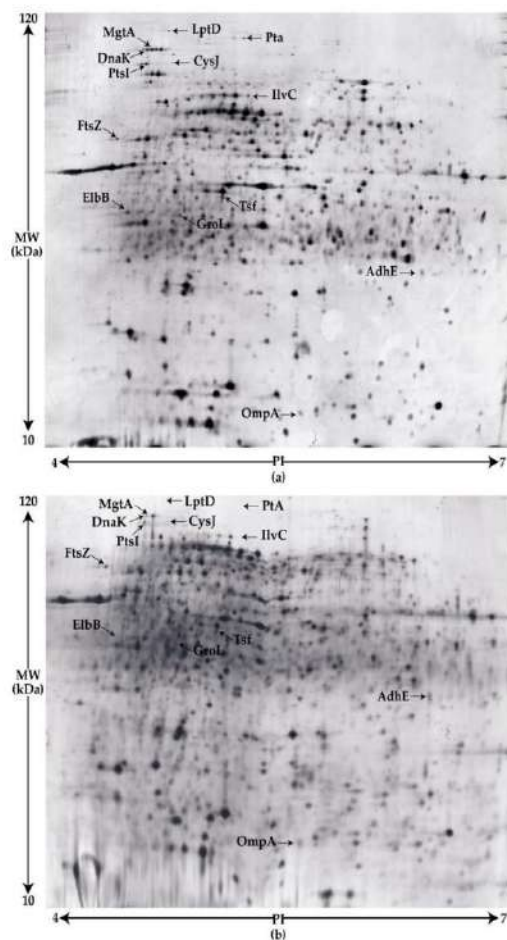 120
MgtA
LptD
Pta
DnaK
PtsI
CysJ
IlvC
FtsZ
ElbB
GroL
Tsf
MW
(kDa)
AdhE
OmpA
10
4
PI
7
(a)
120
MgtA
LptD
PtA
DnaK
CysJ
PtsI
IlvC
FtsZ
ElbB
Tsf
GroL
MW
(kDa)
AdhE
OmpA
10
4
PI
7
(b)